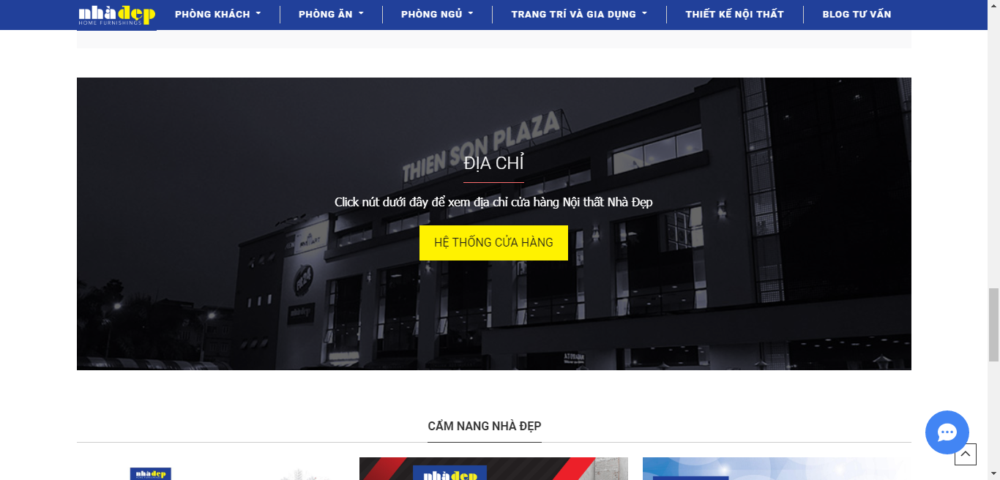 nhàđẹp
HOME FURNISHINGS
PHÒNG KHÁCH
PHÒNG ĂN
PHÒNG NGỦ
TRANG TRÍ VÀ GIA DỤNG
THIẾT KẾ NỘI THẤT
BLOG TƯ VẤN
THIEN SON PLAZA
ĐỊA CHỈ
Click nút dưới đây để xem địa chỉ cửa hàng Nội thất Nhà Đẹp
HỆ THỐNG CỬA HÀNG
nhàđẹp
CẨM NANG NHÀ ĐẸP
nhàđẹp
nhàđẹp